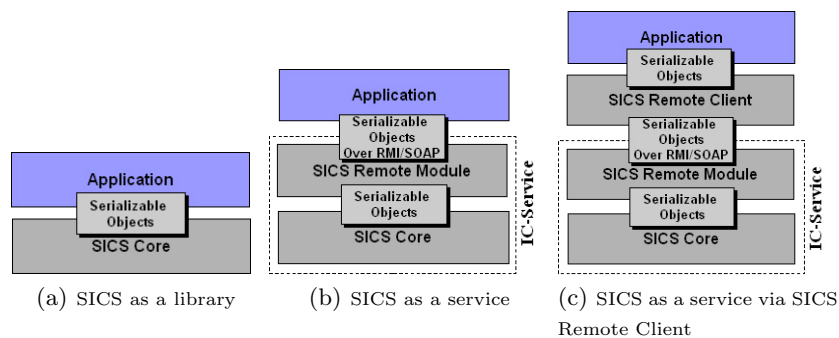 Application
Serializable
Objects
SICS Core
(a) SICS as a library
Application
Serializable
Objects
Over RMI/SOAP
SICS Remote Module
Serializable
Objects
SICS Core
IC-Service
(b) SICS as a service
Application
Serializable
Objects
SICS Remote Client
Serializable
Objects
Over RMI/SOAP
SICS Remote Module
Serializable
Objects
SICS Core
IC-Service
(c) SICS as a service via SICS
Remote Client